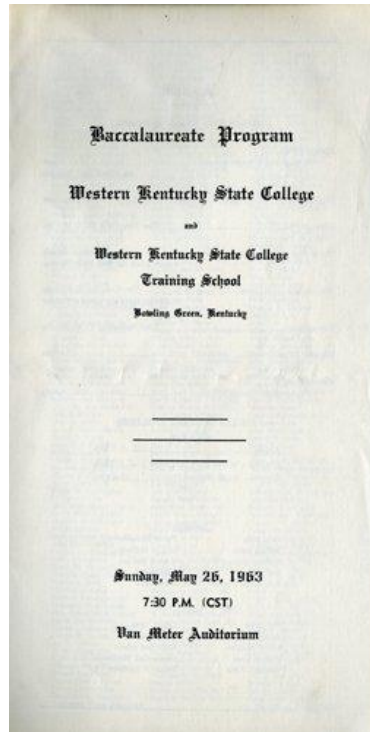 Baccalaureate Program
Western Kentucky State College
and
Western Kentucky State College
Training School
Bowling Green, Kentucky
Sunday, May 26, 1963
7:30 P.M. (CST)
Van Meter Auditorium